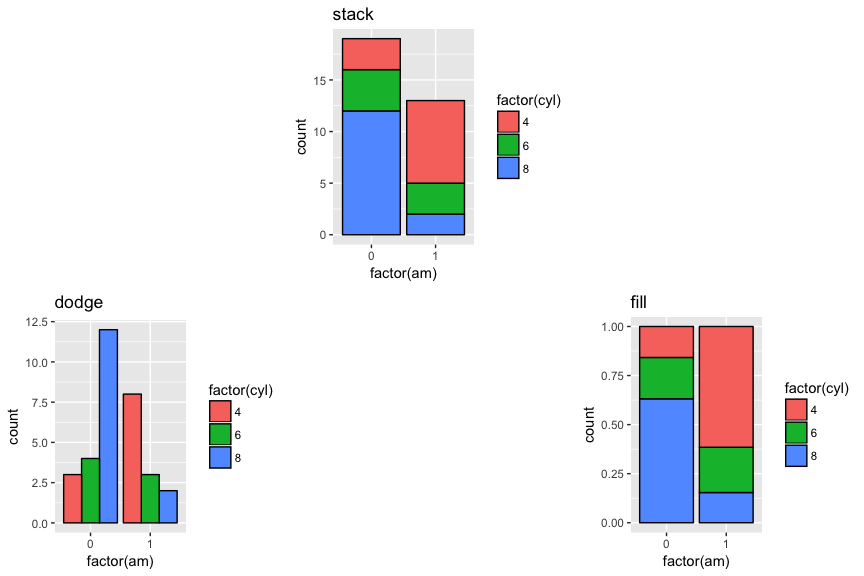 stack
15
10
5
0
count
0 1
factor(am)
factor(cyl)
4
6
8
dodge
12.5
10.0
7.5
5.0
2.5
0.0
count
0 1
factor(am)
factor(cyl)
4
6
8
fill
1.00
0.75
0.50
0.25
0.00
count
0 1
factor(am)
factor(cyl)
4
6
8